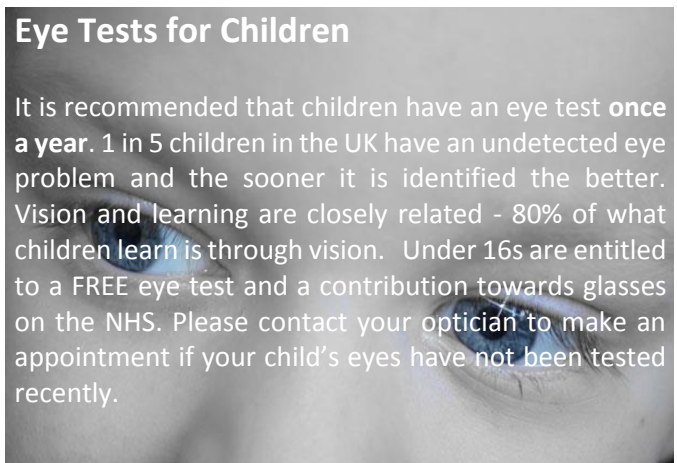 Eye Tests for Children
It is recommended that children have an eye test once
a year. 1 in 5 children in the UK have an undetected eye
problem and the sooner it is identified the better.
Vision and learning are closely related - 80% of what
children learn is through vision. Under 16s are entitled
to a FREE eye test and a contribution towards glasses
on the NHS. Please contact your optician to make an
appointment if your child’s eyes have not been tested
recently.